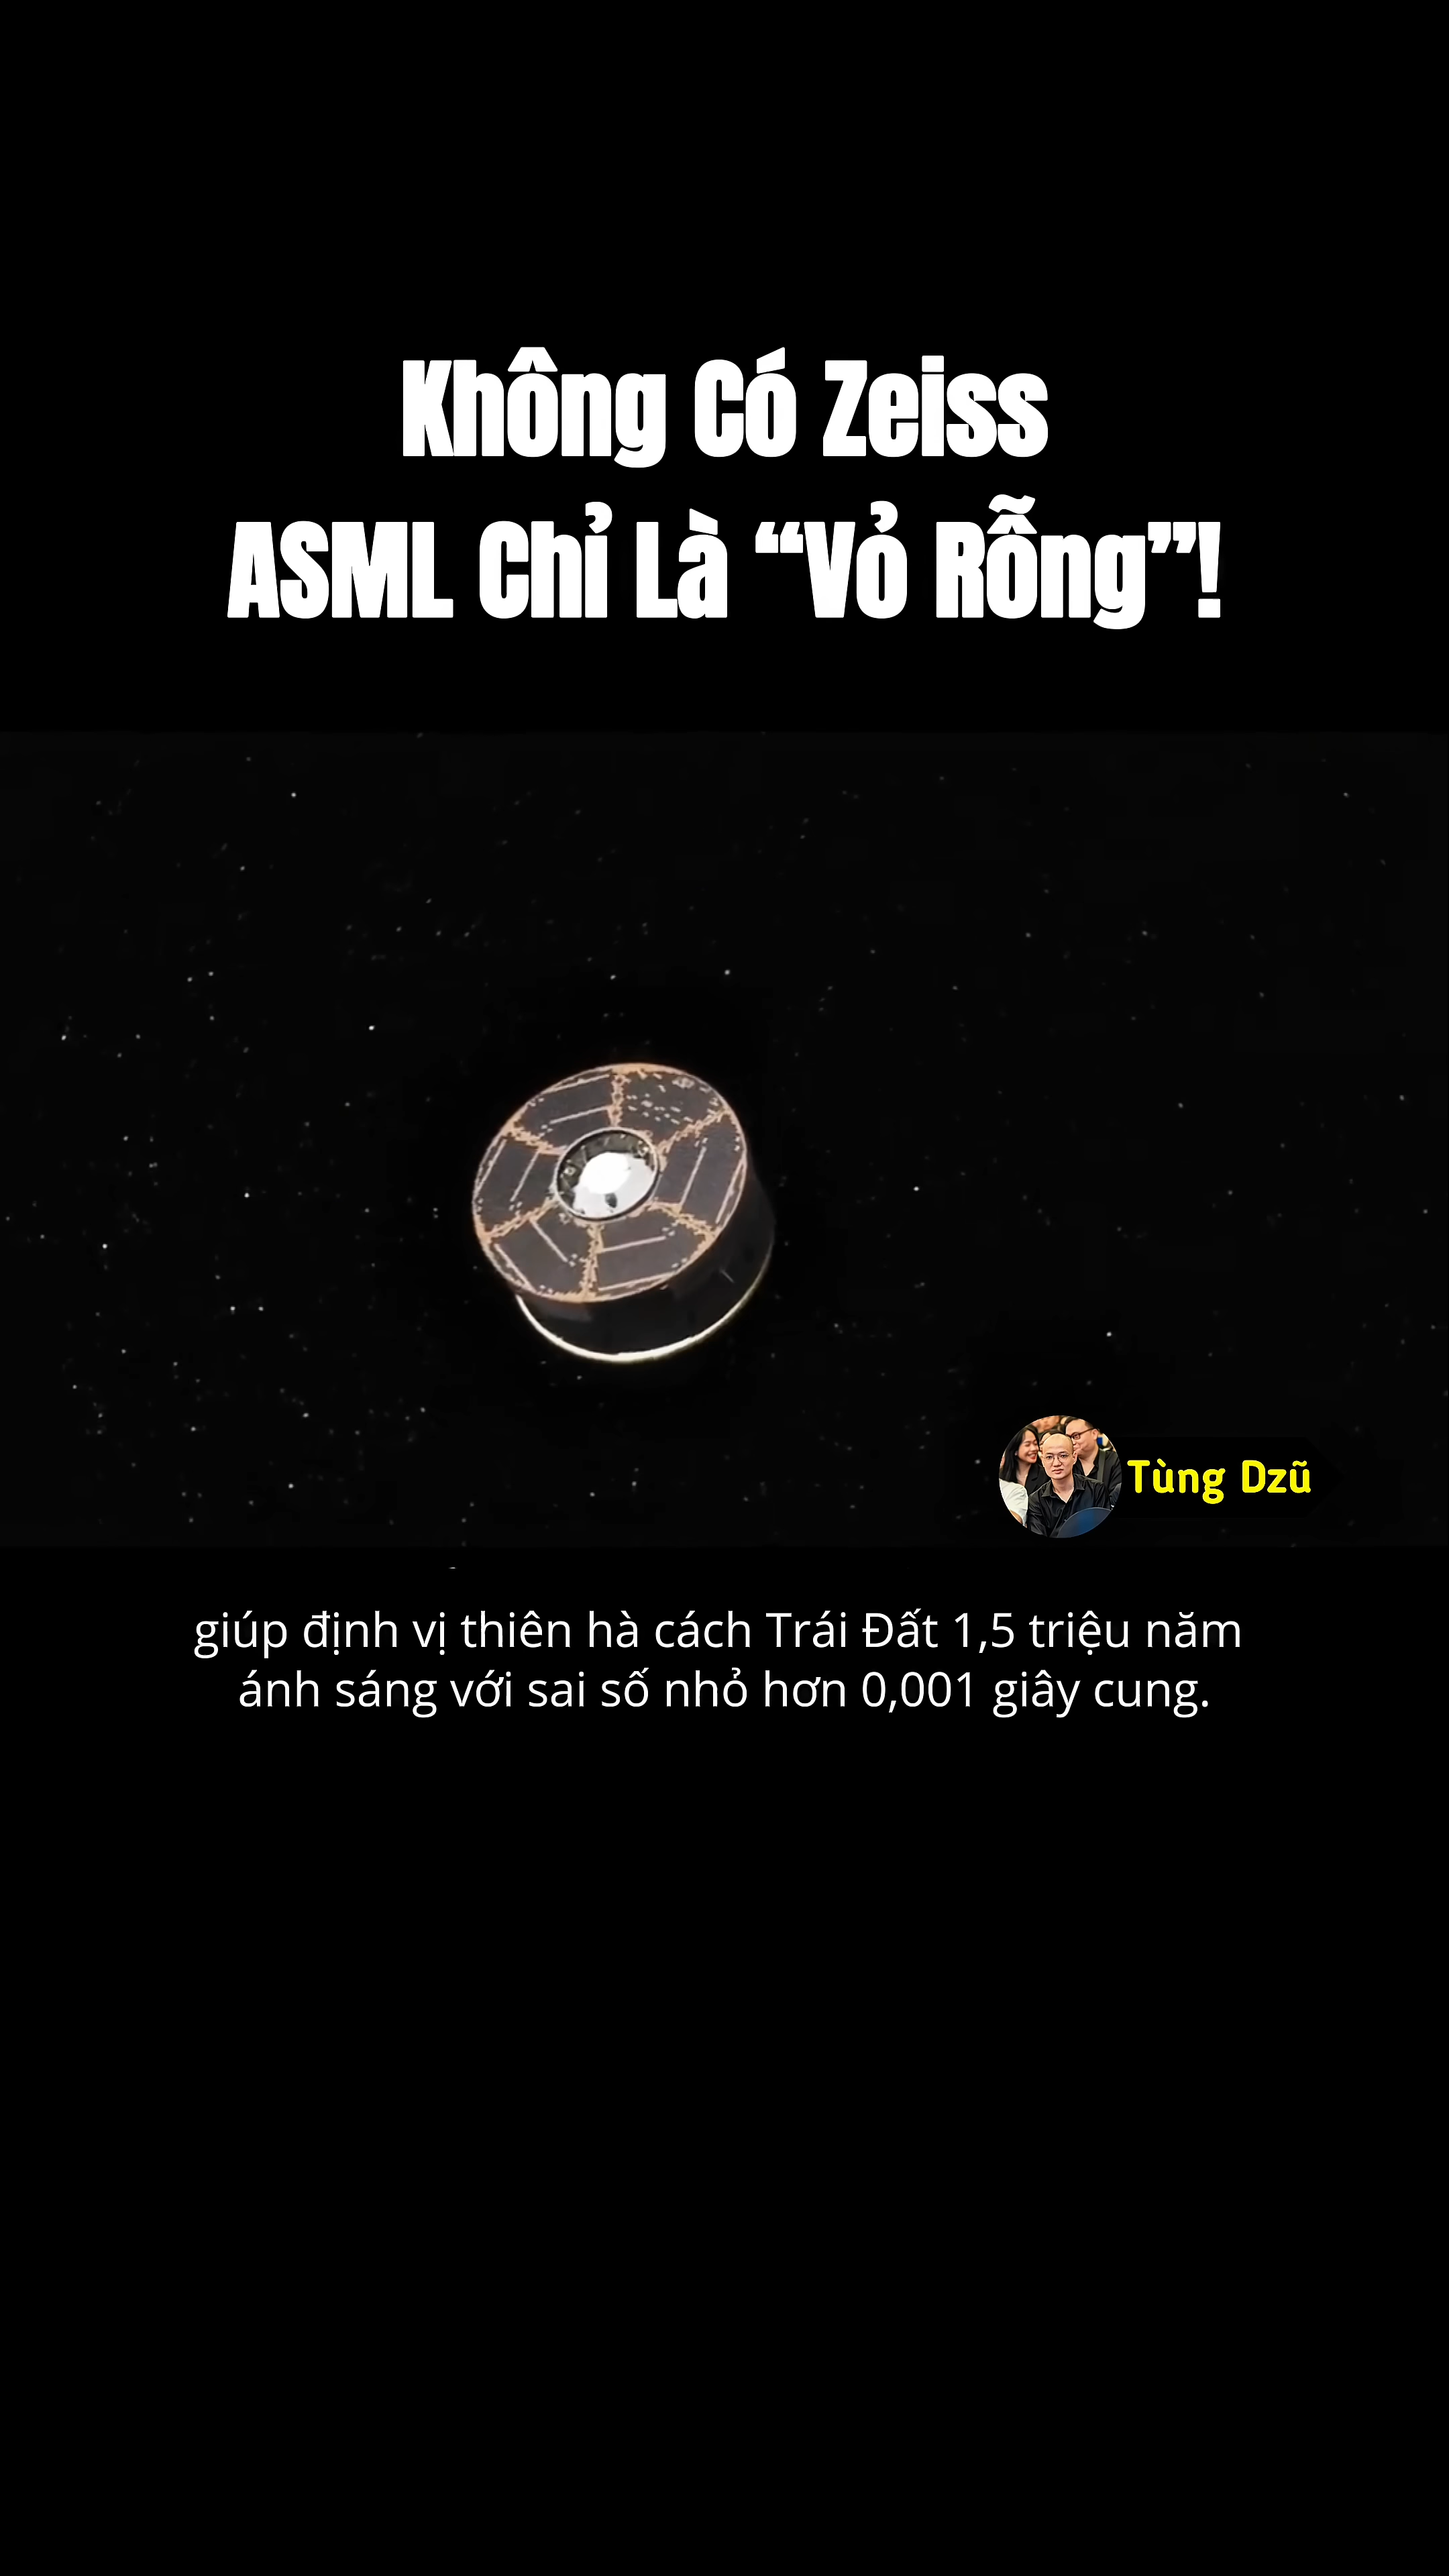 Không Có Zeiss
ASML Chỉ Là “Vỏ Rỗng”!
Tùng Dzũ
giúp định vị thiên hà cách Trái Đất 1,5 triệu năm
ánh sáng với sai số nhỏ hơn 0,001 giây cung.